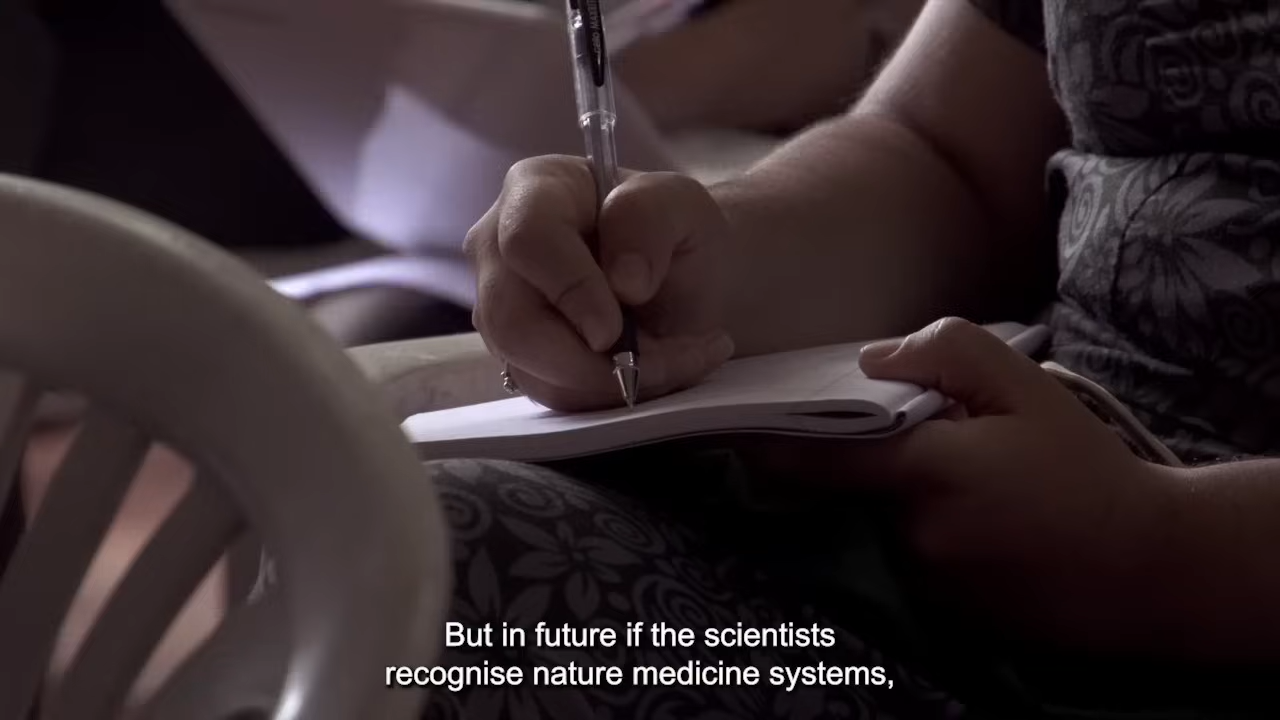 But in future if the scientists
recognise nature medicine systems,